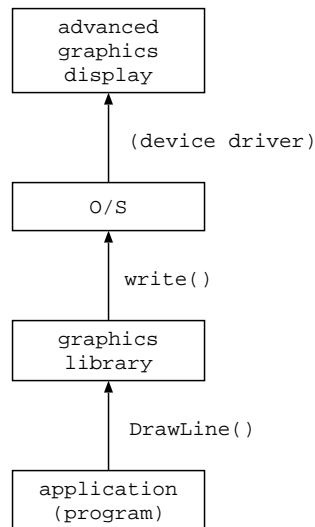 advanced
graphics
display
(device driver)
O/S
write()
graphics
library
DrawLine()
application
(program)